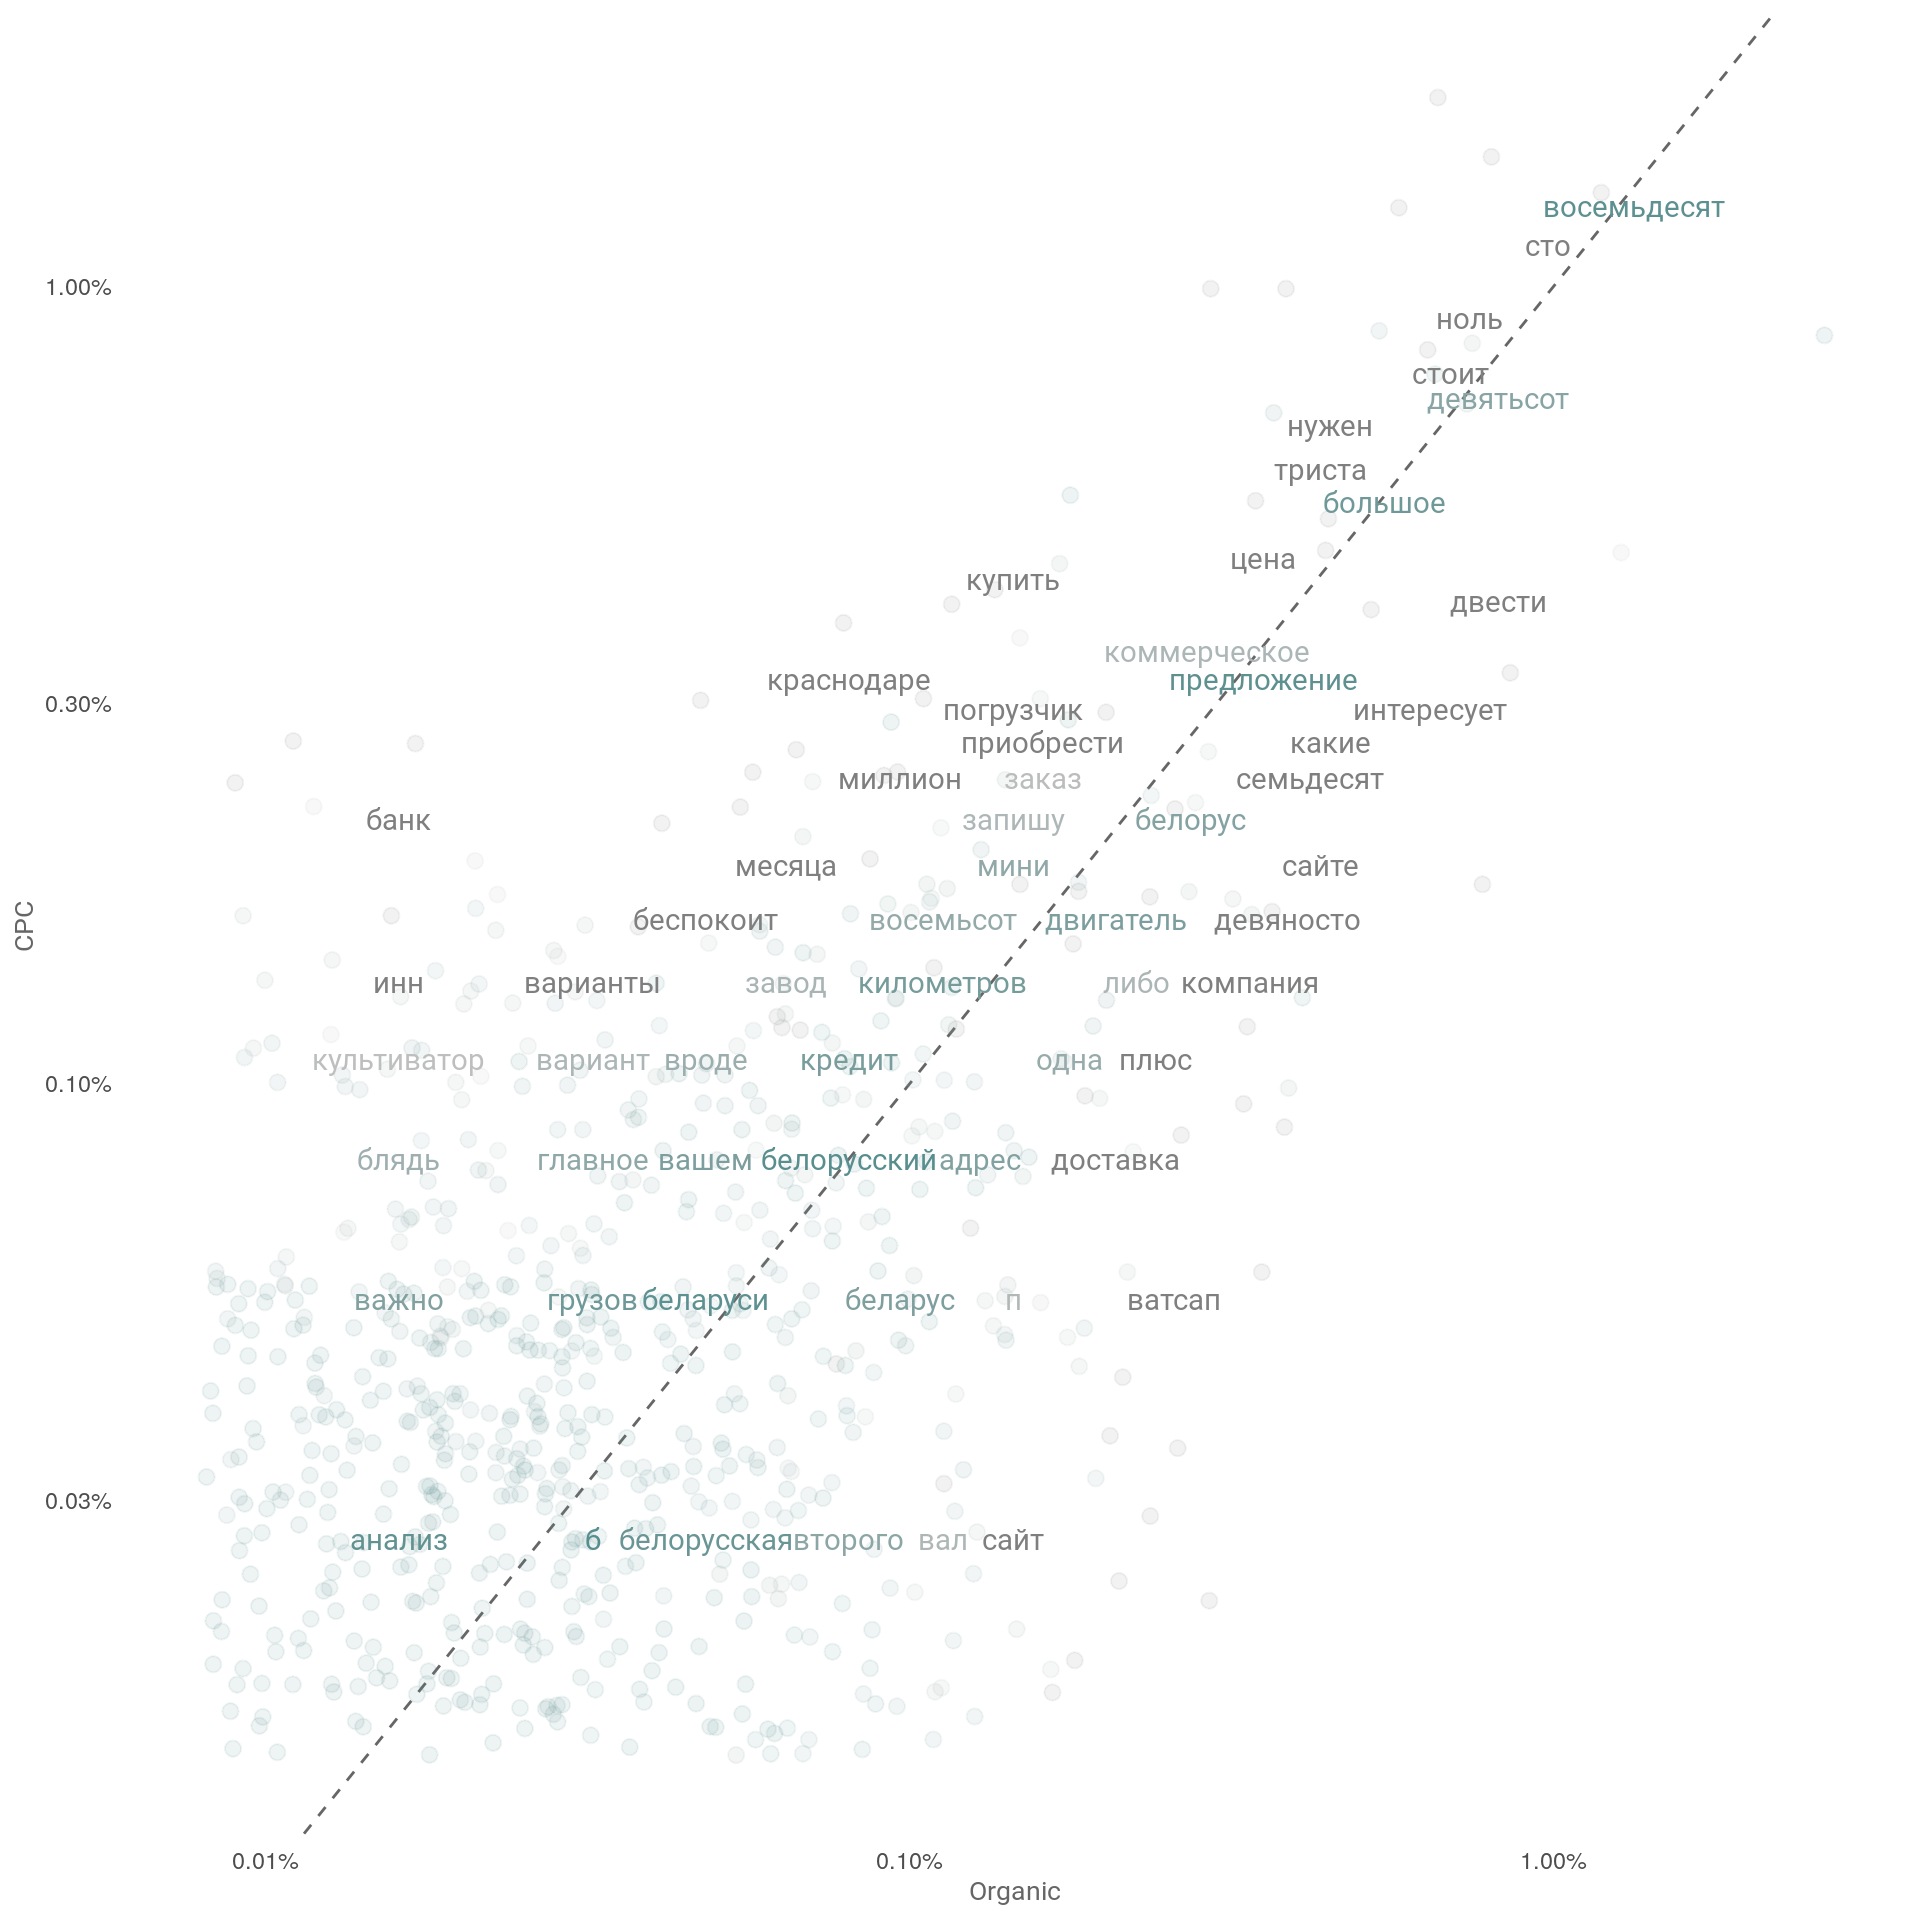 восемьдесят
сто
1.00%
ноль
стоит
девятьсот
нужен
триста
большое
цена
купить
двести
коммерческое
краснодаре предложение
0.30%
погрузчик интересует
приобрести какие
миллион заказ семьдесят
банк запишу белорус
месяца мини сайте
CPC
беспокоит восемьсот двигатель девяносто
инн варианты завод километров либо компания
культиватор вариант вроде кредит одна плюс
0.10%
блядь главное вашем белорусский адрес доставка
важно грузов беларуси беларус п ватсап
0.03%
анализ б белорусская второго вал сайт
0.01% 0.10% 1.00%
Organic